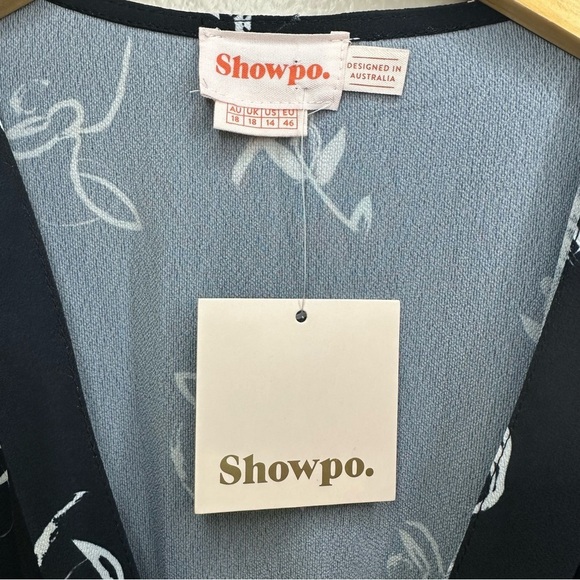 Showpo.
DESIGNED IN
AUSTRALIA
AU UK US EU
18 18 14 46
Showpo.